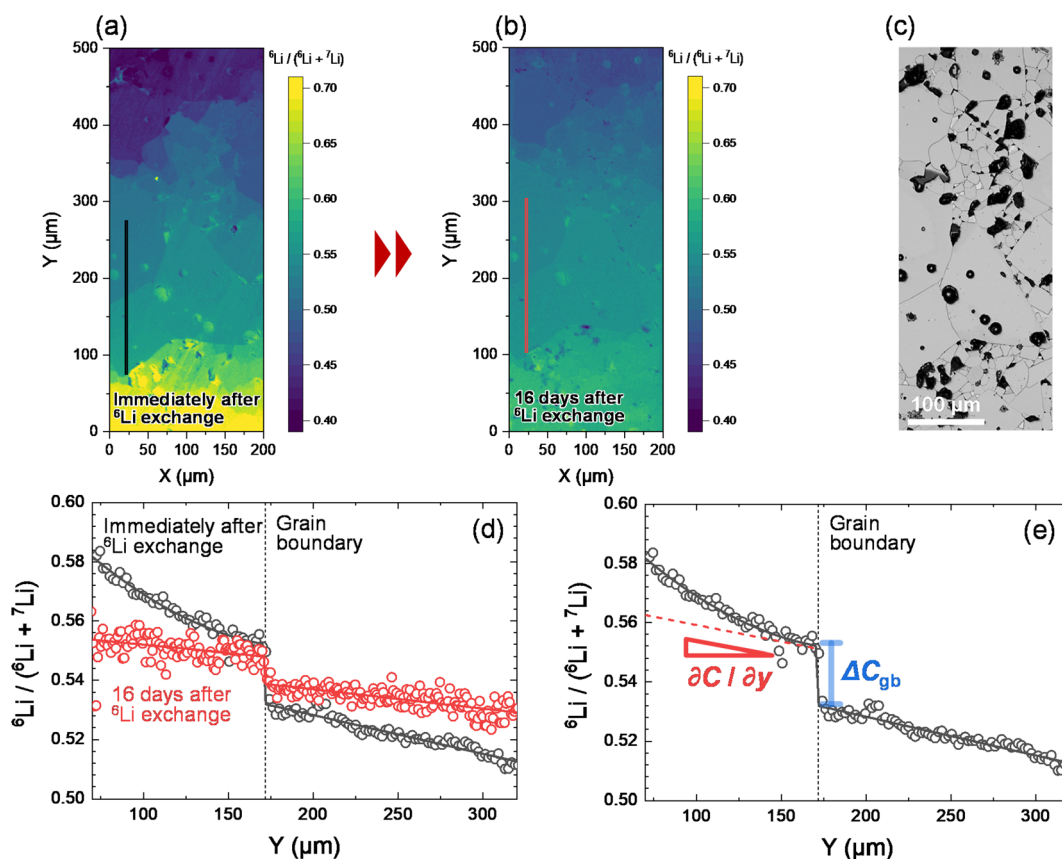 (a)
⁶Li / (⁶Li + ⁷Li)
500
400
300
200
100
0
Y (µm)
0 50 100 150 200
X (µm)
0.70
0.65
0.60
0.55
0.50
0.45
0.40
Immediately after
⁶Li exchange
(b)
⁶Li / (⁶Li + ⁷Li)
500
400
300
200
100
0
Y (µm)
0 50 100 150 200
X (µm)
0.70
0.65
0.60
0.55
0.50
0.45
0.40
16 days after
⁶Li exchange
(c)
100 µm
(d)
Immediately after
⁶Li exchange
Grain
boundary
16 days after
⁶Li exchange
0.60
0.58
0.56
0.54
0.52
0.50
⁶Li / (⁶Li + ⁷Li)
100 150 200 250 300
Y (µm)
(e)
Grain
boundary
∂C / ∂y
ΔCgb
0.60
0.58
0.56
0.54
0.52
0.50
⁶Li / (⁶Li + ⁷Li)
100 150 200 250 300
Y (µm)